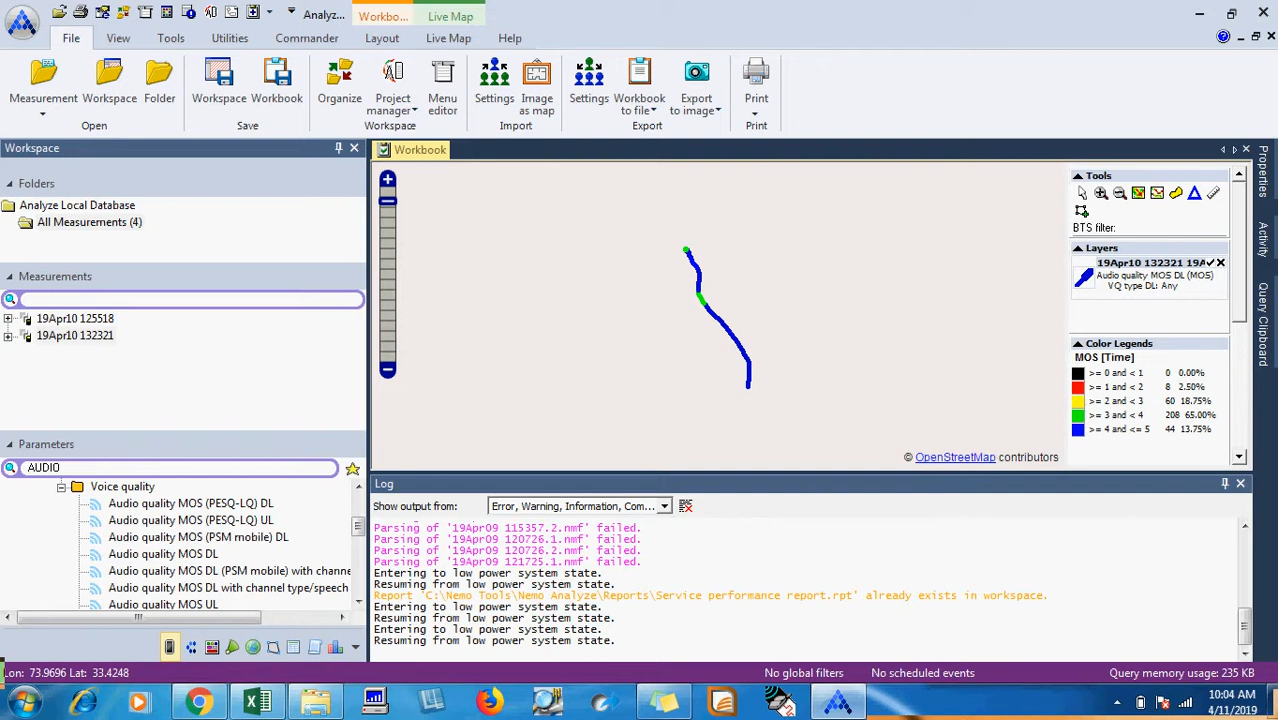 Analyz...
Workbo...
Live Map
File
View
Tools
Utilities
Commander
Layout
Live Map
Help
Measurement
Workspace
Folder
Open
Workspace
Workbook
Save
Organize
Project manager
Menu editor
Workspace
Settings
Image as map
Import
Settings
Workbook to file
Export to image
Export
Print
Print
Workspace
Folders
Analyze Local Database
All Measurements (4)
Measurements
19Apr10 125518
19Apr10 132321
Parameters
AUDIO
Voice quality
Audio quality MOS (PESQ-LQ) DL
Audio quality MOS (PESQ-LQ) UL
Audio quality MOS (PSM mobile) DL
Audio quality MOS DL
Audio quality MOS DL (PSM mobile) with channe
Audio quality MOS DL with channel type/speech
Audio quality MOS UL
Workbook
© OpenStreetMap contributors
Tools
BTS filter:
Layers
19Apr10 132321 19A
Audio quality MOS DL (MOS)
VQ type DL: Any
Color Legends
MOS [Time]
>= 0 and < 1 0 0.00%
>= 1 and < 2 8 2.50%
>= 2 and < 3 60 18.75%
>= 3 and < 4 208 65.00%
>= 4 and <= 5 44 13.75%
Properties
Activity
Query Clipboard
Log
Show output from:
Error, Warning, Information, Com...
Parsing of '19Apr09 115357.2.nmf' failed.
Parsing of '19Apr09 120726.1.nmf' failed.
Parsing of '19Apr09 120726.2.nmf' failed.
Parsing of '19Apr09 121725.1.nmf' failed.
Entering to low power system state.
Resuming from low power system state.
Report 'C:\Nemo Tools\Nemo Analyze\Reports\Service performance report.rpt' already exists in workspace.
Entering to low power system state.
Resuming from low power system state.
Entering to low power system state.
Resuming from low power system state.
Lon: 73.9696 Lat: 33.4248
No global filters
No scheduled events
Query memory usage: 235 KB
10:04 AM
4/11/2019